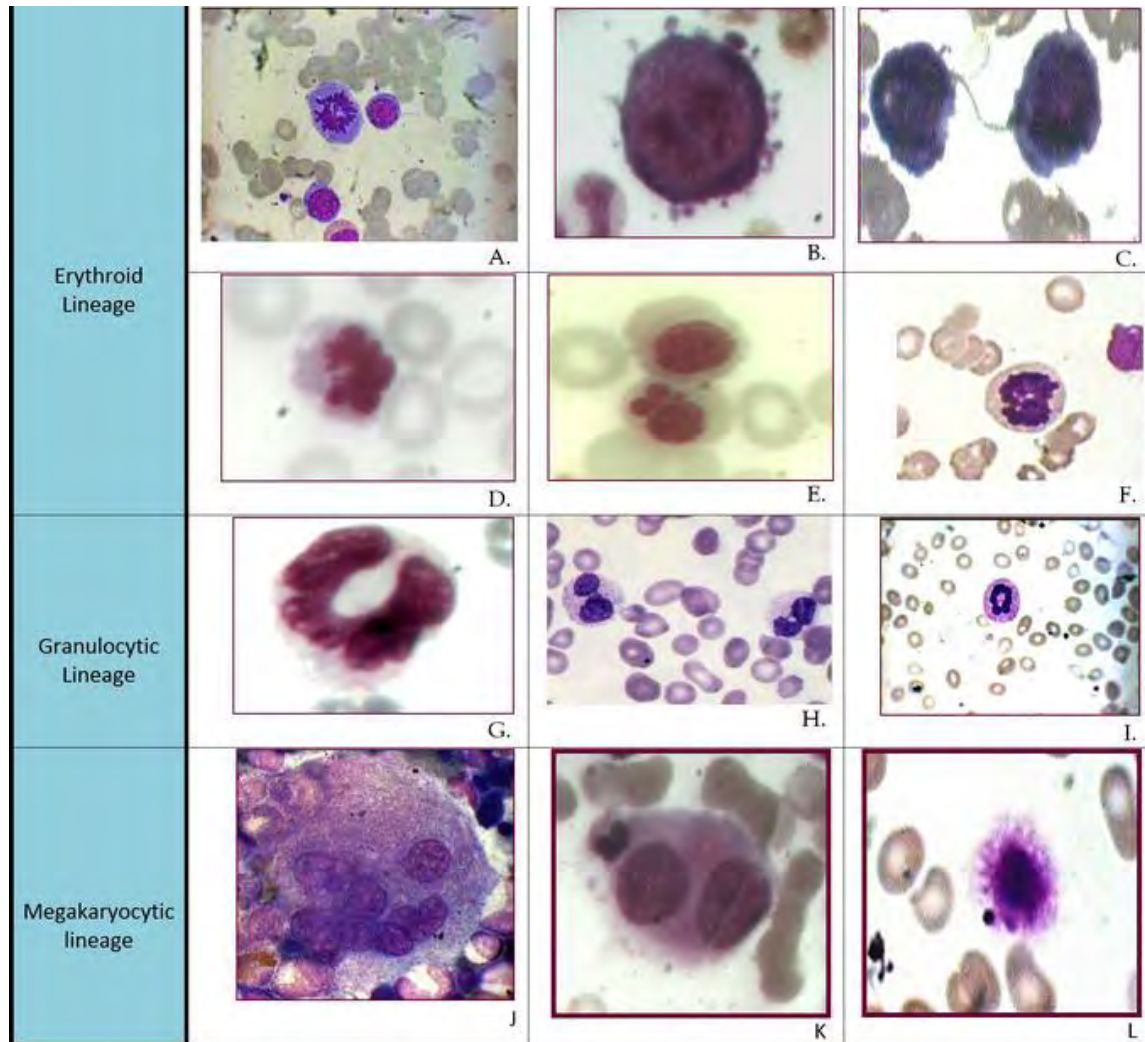 Erythroid
Lineage
A.
B.
C.
D.
E.
F.
Granulocytic
Lineage
G.
H.
I.
Megakaryocytic
lineage
J
K
L